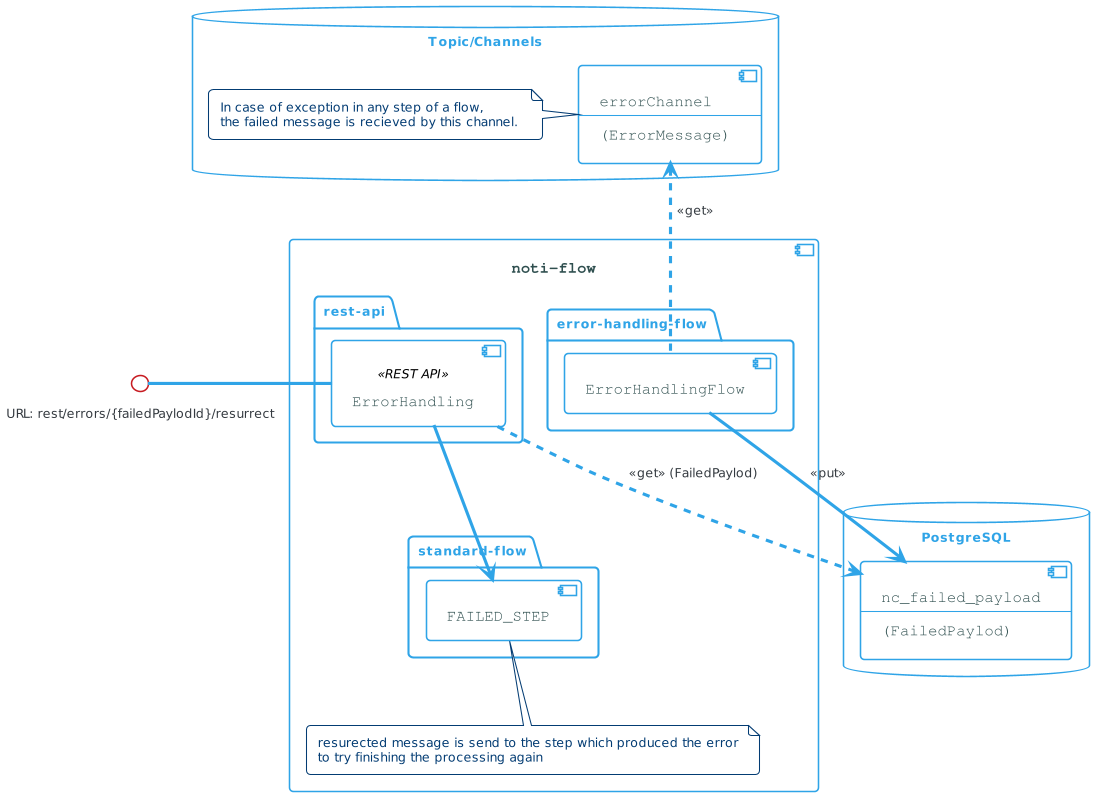 Topic/Channels
errorChannel
(ErrorMessage)
In case of exception in any step of a flow,
the failed message is recieved by this channel.
«get»
noti-flow
rest-api
«REST API»
ErrorHandling
error-handling-flow
ErrorHandlingFlow
URL: rest/errors/{failedPaylodId}/resurrect
«get» (FailedPaylod)
«put»
PostgreSQL
nc_failed_payload
(FailedPaylod)
standard-flow
FAILED_STEP
resurected message is send to the step which produced the error
to try finishing the processing again